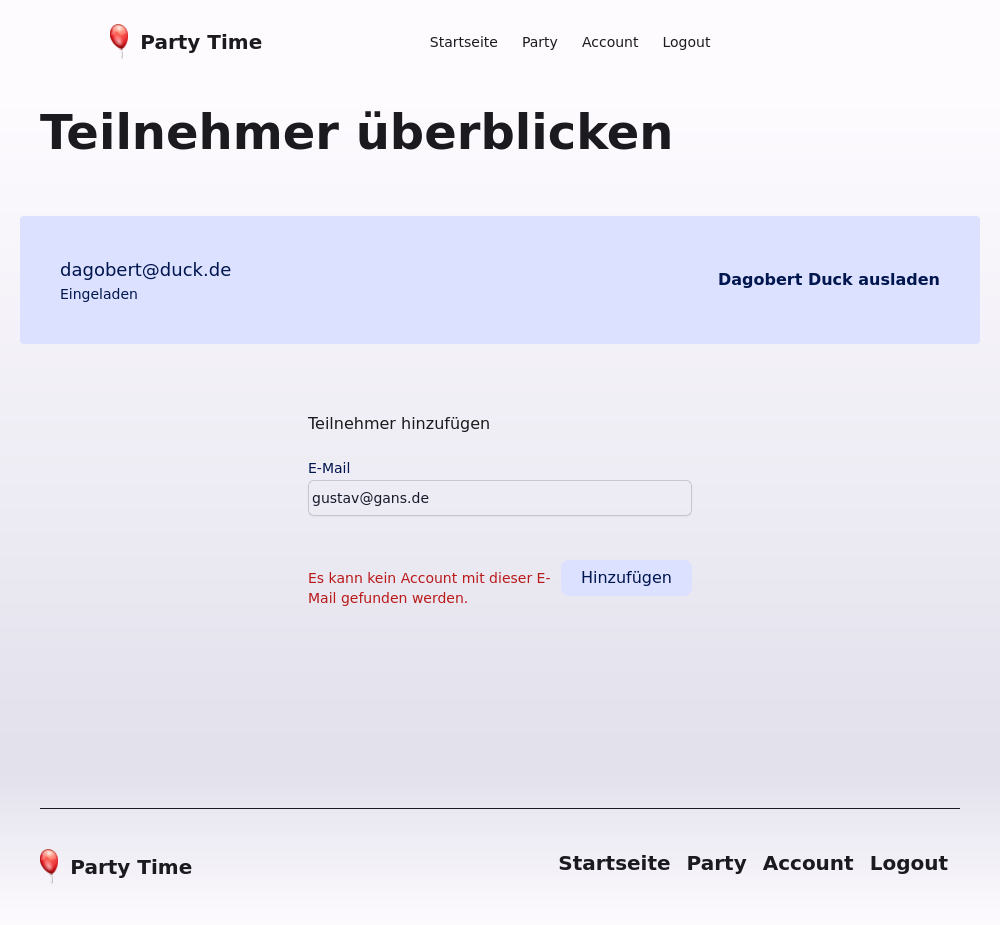 Party Time
Startseite Party Account Logout
Teilnehmer überblicken
dagobert@duck.de
Eingeladen
Dagobert Duck ausladen
Teilnehmer hinzufügen
E-Mail
gustav@gans.de
Es kann kein Account mit dieser E-
Mail gefunden werden.
Hinzufügen
Party Time
Startseite Party Account Logout